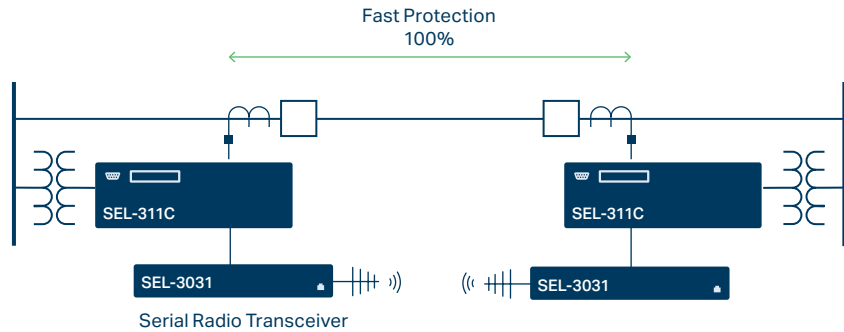 Fast Protection
100%
SEL-311C
SEL-311C
SEL-3031
SEL-3031
Serial Radio Transceiver